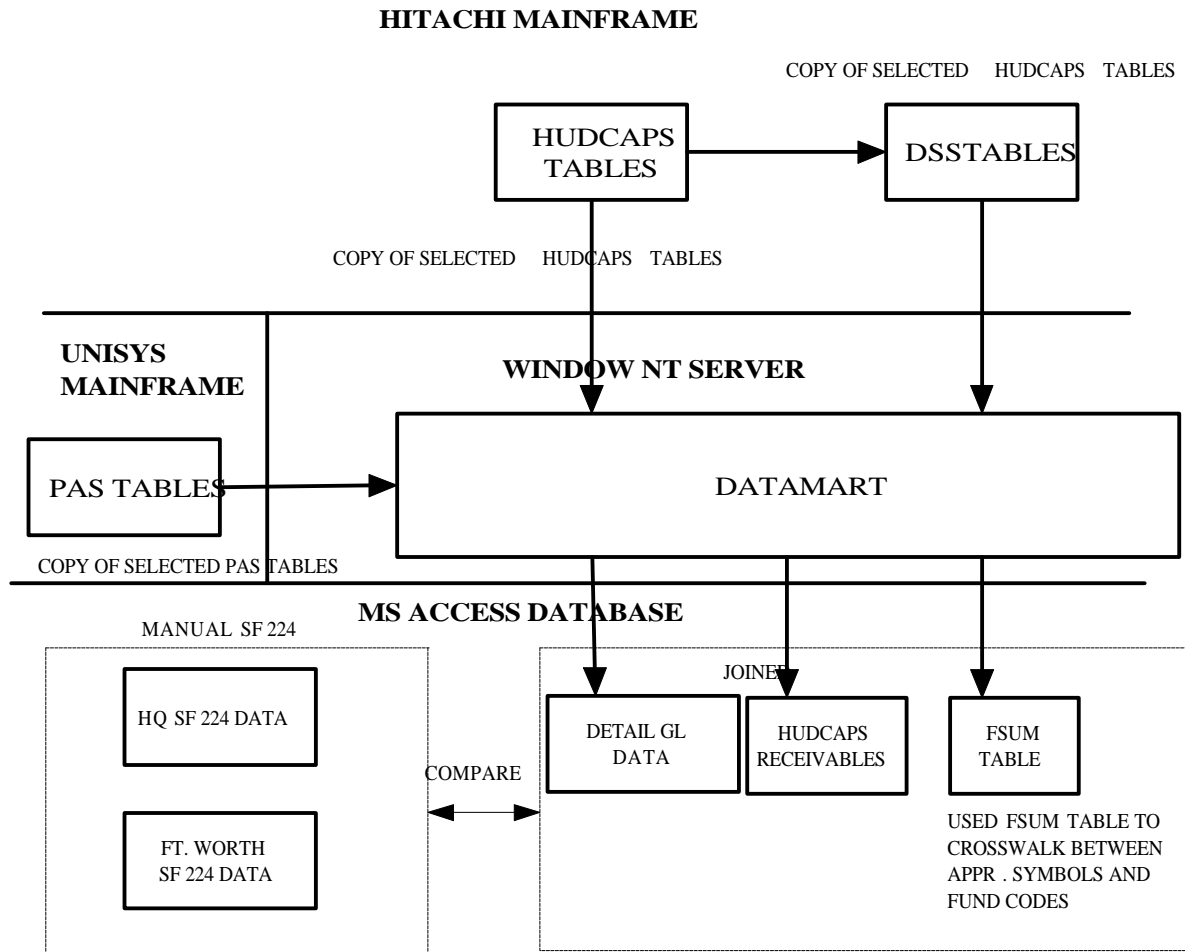 HITACHI MAINFRAME
COPY OF SELECTED HUDCAPS TABLES
HUDCAPS
TABLES
DSSTABLES
COPY OF SELECTED HUDCAPS TABLES
UNISYS
MAINFRAME
WINDOW NT SERVER
PAS TABLES
DATAMART
COPY OF SELECTED PAS TABLES
MS ACCESS DATABASE
MANUAL SF 224
JOINED
HQ SF 224 DATA
DETAIL GL
DATA
HUDCAPS
RECEIVABLES
FSUM
TABLE
COMPARE
FT. WORTH
SF 224 DATA
USED FSUM TABLE TO
CROSSWALK BETWEEN
APPR . SYMBOLS AND
FUND CODES